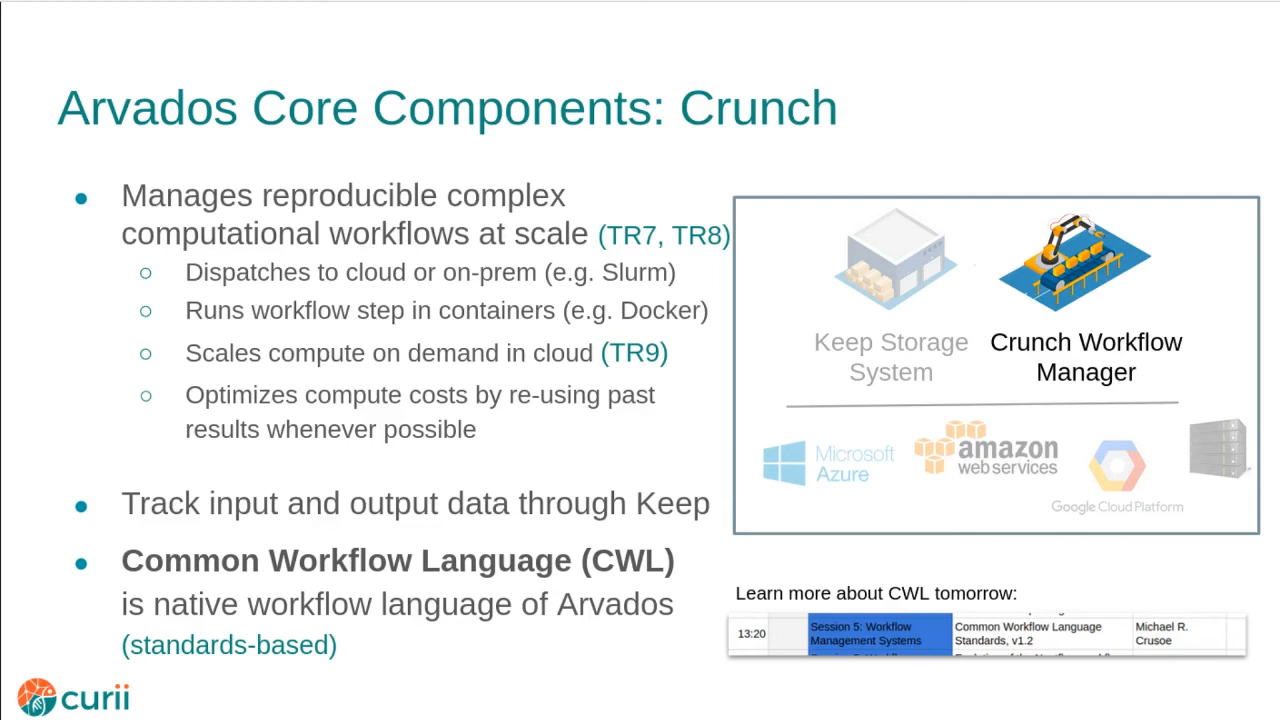 Arvados Core Components: Crunch
Manages reproducible complex
computational workflows at scale (TR7, TR8)
Dispatches to cloud or on-prem (e.g. Slurm)
Runs workflow step in containers (e.g. Docker)
Scales compute on demand in cloud (TR9)
Optimizes compute costs by re-using past
results whenever possible
Track input and output data through Keep
Common Workflow Language (CWL)
is native workflow language of Arvados
(standards-based)
Keep Storage
System
Crunch Workflow
Manager
Microsoft
Azure
amazon
webservices
Google Cloud Platform
Learn more about CWL tomorrow:
13:20
Session 5: Workflow
Management Systems
Common Workflow Language
Standards, v1.2
Michael R.
Crusoe
curii